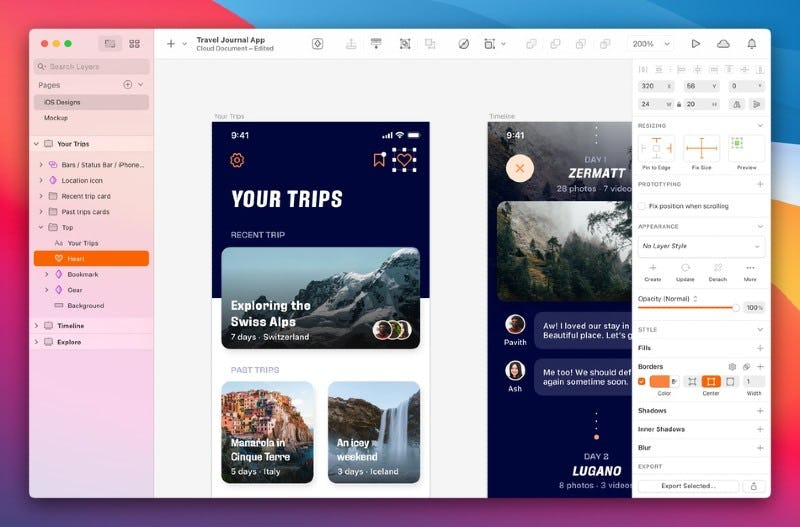 Travel Journal App
Cloud Document – Edited
200%
Search Layers
Pages
iOS Designs
Mockup
Your Trips
Bars / Status Bar / iPhone...
Location icon
Recent trip card
Past trips cards
Top
Aa Your Trips
Heart
Bookmark
Gear
Background
Timeline
Explore
Your Trips
9:41
YOUR TRIPS
RECENT TRIP
Exploring the
Swiss Alps
7 days · Switzerland
PAST TRIPS
Manarola in
Cinque Terre
5 days · Italy
An icy
weekend
3 days · Iceland
Timeline
9:41
DAY 1
ZERMATT
28 photos · 7 video
Pavith
Aw! I loved our stay in
Beautiful place. Let's g
Ash
Me too! We should def
again sometime soon.
DAY 2
LUGANO
8 photos · 3 videos
320 X 56 Y 0 °
24 W 20 H
RESIZING
Pin to Edge Fix Size Preview
PROTOTYPING
Fix position when scrolling
APPEARANCE
No Layer Style
Create Update Detach More
Opacity (Normal)
100%
STYLE
Fills
Borders
1
Color Center Width
Shadows
Inner Shadows
Blur
EXPORT
Export Selected...